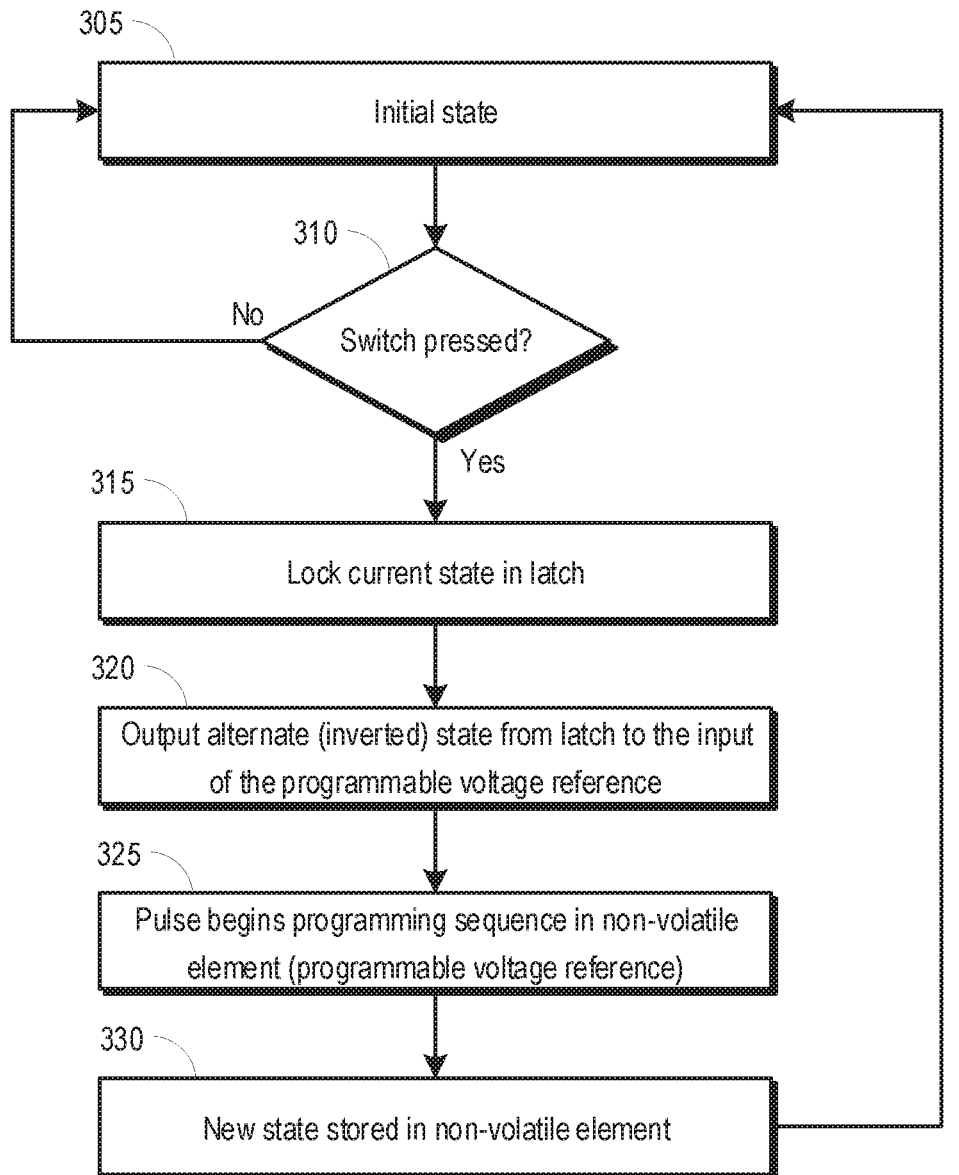 305
Initial state
310
No
Switch pressed?
Yes
315
Lock current state in latch
320
Output alternate (inverted) state from latch to the input
of the programmable voltage reference
325
Pulse begins programming sequence in non-volatile
element (programmable voltage reference)
330
New state stored in non-volatile element